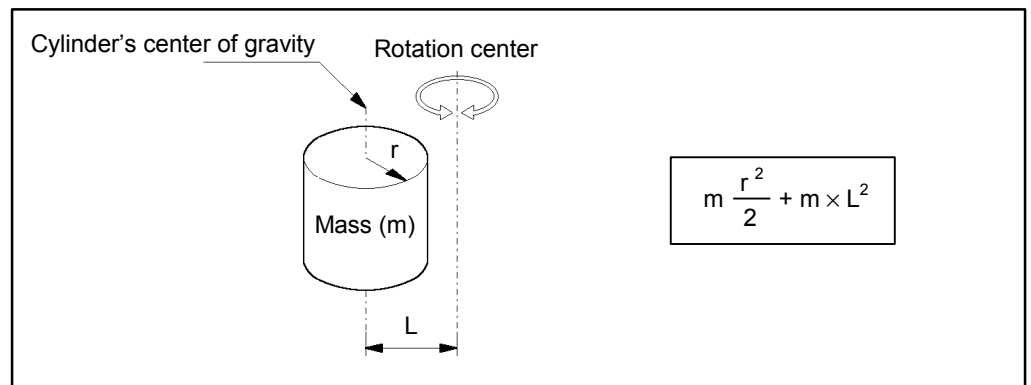 Cylinder's center of gravity
Rotation center
r
Mass (m)
L
m r²/2 + m × L²